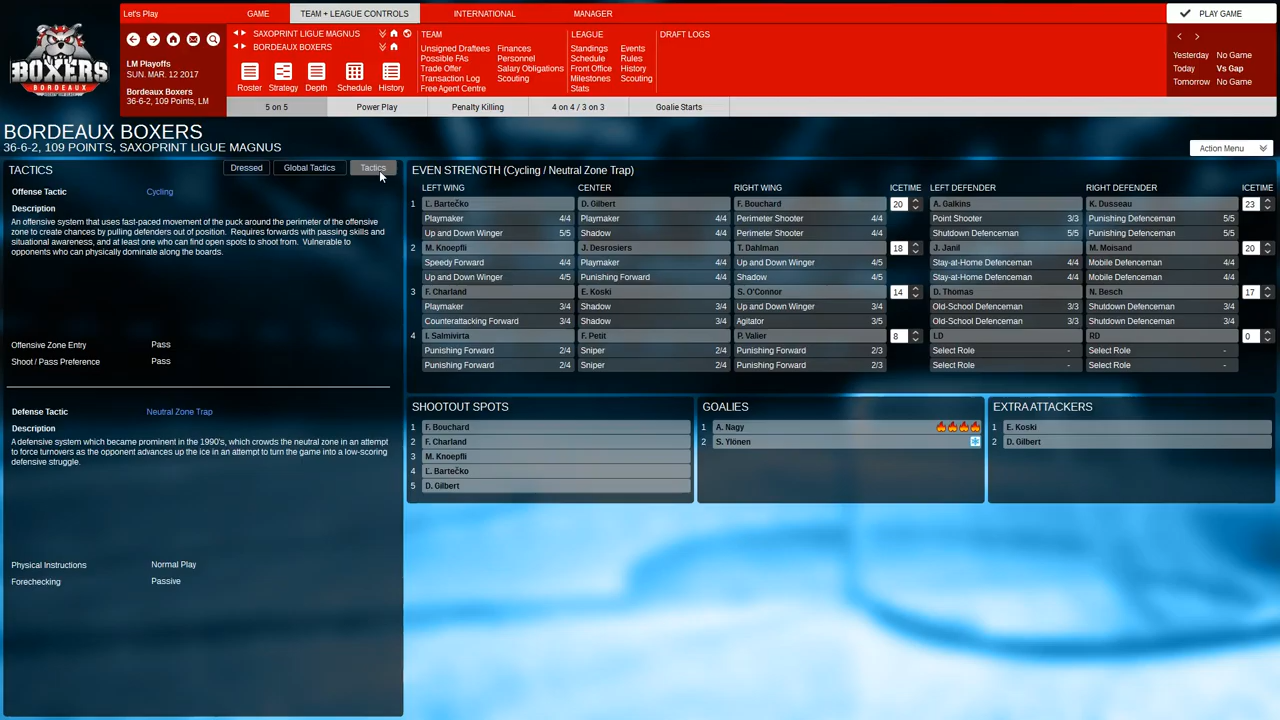 Let's Play
GAME
TEAM + LEAGUE CONTROLS
INTERNATIONAL
MANAGER
PLAY GAME
BOXERS
BORDEAUX
LM Playoffs
SUN. MAR. 12 2017
Bordeaux Boxers
36-6-2, 109 Points, LM
SAXOPRINT LIGUE MAGNUS
BORDEAUX BOXERS
Roster Strategy Depth Schedule History
TEAM
Unsigned Draftees Finances
Possible FAs Personnel
Trade Offer Salary Obligations
Transaction Log Scouting
Free Agent Centre
LEAGUE
Standings Events
Schedule Rules
Front Office History
Milestones Scouting
Stats
DRAFT LOGS
Yesterday No Game
Today Vs Gap
Tomorrow No Game
5 on 5 Power Play Penalty Killing 4 on 4 / 3 on 3 Goalie Starts
BORDEAUX BOXERS
36-6-2, 109 POINTS, SAXOPRINT LIGUE MAGNUS
Action Menu
TACTICS
Dressed Global Tactics Tactics
Offense Tactic Cycling
Description
An offensive system that uses fast-paced movement of the puck around the perimeter of the offensive
zone to create chances by pulling defenders out of position. Requires forwards with passing skills and
situational awareness, and at least one who can find open spots to shoot from. Vulnerable to
opponents who can physically dominate along the boards.
Offensive Zone Entry Pass
Shoot / Pass Preference Pass
Defense Tactic Neutral Zone Trap
Description
A defensive system which became prominent in the 1990's, which crowds the neutral zone in an attempt
to force turnovers as the opponent advances up the ice in an attempt to turn the game into a low-scoring
defensive struggle.
Physical Instructions Normal Play
Forechecking Passive
EVEN STRENGTH (Cycling / Neutral Zone Trap)
LEFT WING CENTER RIGHT WING ICETIME LEFT DEFENDER RIGHT DEFENDER ICETIME
1 Ľ. Bartečko D. Gilbert F. Bouchard 20 A. Galkins K. Dusseau 23
Playmaker 4/4 Playmaker 4/4 Perimeter Shooter 4/4 Point Shooter 3/3 Punishing Defenceman 5/5
Up and Down Winger 5/5 Shadow 4/4 Perimeter Shooter 4/4 Shutdown Defenceman 5/5 Punishing Defenceman 5/5
2 M. Knoepfli J. Desrosiers T. Dahlman 18 J. Janil M. Moisand 20
Speedy Forward 4/4 Playmaker 4/4 Up and Down Winger 4/5 Stay-at-Home Defenceman 4/4 Mobile Defenceman 4/4
Up and Down Winger 4/5 Punishing Forward 4/4 Shadow 4/5 Stay-at-Home Defenceman 4/4 Mobile Defenceman 4/4
3 F. Charland E. Koski S. O'Connor 14 D. Thomas N. Besch 17
Playmaker 3/4 Shadow 3/4 Up and Down Winger 3/4 Old-School Defenceman 3/3 Shutdown Defenceman 3/4
Counterattacking Forward 3/4 Shadow 3/4 Agitator 3/5 Old-School Defenceman 3/3 Shutdown Defenceman 3/4
4 I. Salmivirta F. Petit P. Valier 8 LD RD 0
Punishing Forward 2/4 Sniper 2/4 Punishing Forward 2/3 Select Role - Select Role -
Punishing Forward 2/4 Sniper 2/4 Punishing Forward 2/3 Select Role - Select Role -
SHOOTOUT SPOTS
1 F. Bouchard
2 F. Charland
3 M. Knoepfli
4 Ľ. Bartečko
5 D. Gilbert
GOALIES
1 A. Nagy
2 S. Ylönen
EXTRA ATTACKERS
1 E. Koski
2 D. Gilbert